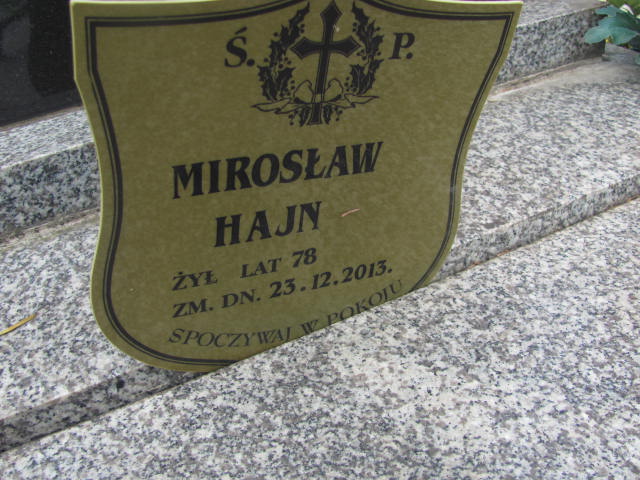 Ś. P.
MIROSŁAW
HAJN
ŻYŁ LAT 78
ZM. DN. 23.12.2013.
SPOCZYWAJ W POKOJU